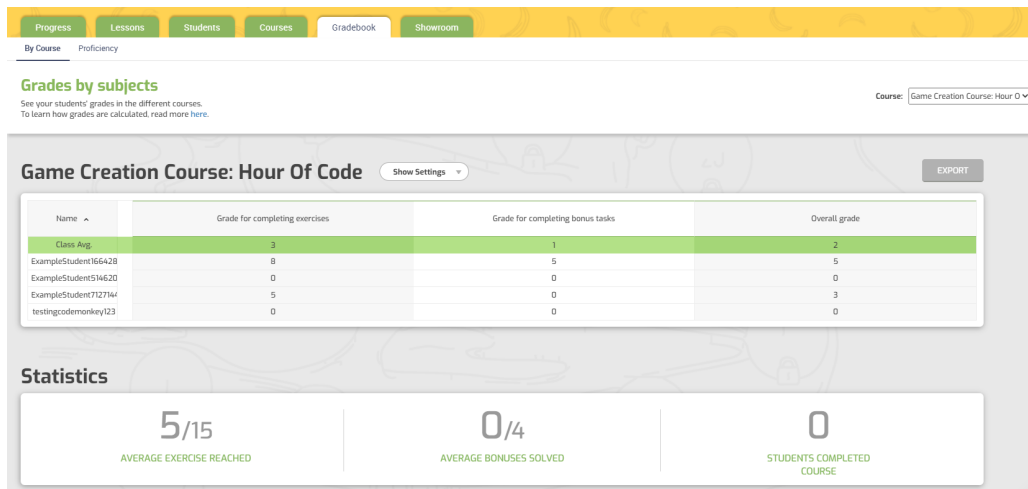 Progress Lessons Students Courses Gradebook Showroom
By Course Proficiency
Grades by subjects
See your students' grades in the different courses.
To learn how grades are calculated, read more here.
Course: Game Creation Course: Hour O
Game Creation Course: Hour Of Code Show Settings EXPORT
Name Grade for completing exercises Grade for completing bonus tasks Overall grade
Class Avg. 3 1 2
ExampleStudent166428 8 5 5
ExampleStudent514620 0 0 0
ExampleStudent7127144 5 0 3
testingcodemonkey123 0 0 0
Statistics
5/15 0/4 0
AVERAGE EXERCISE REACHED AVERAGE BONUSES SOLVED STUDENTS COMPLETED
COURSE